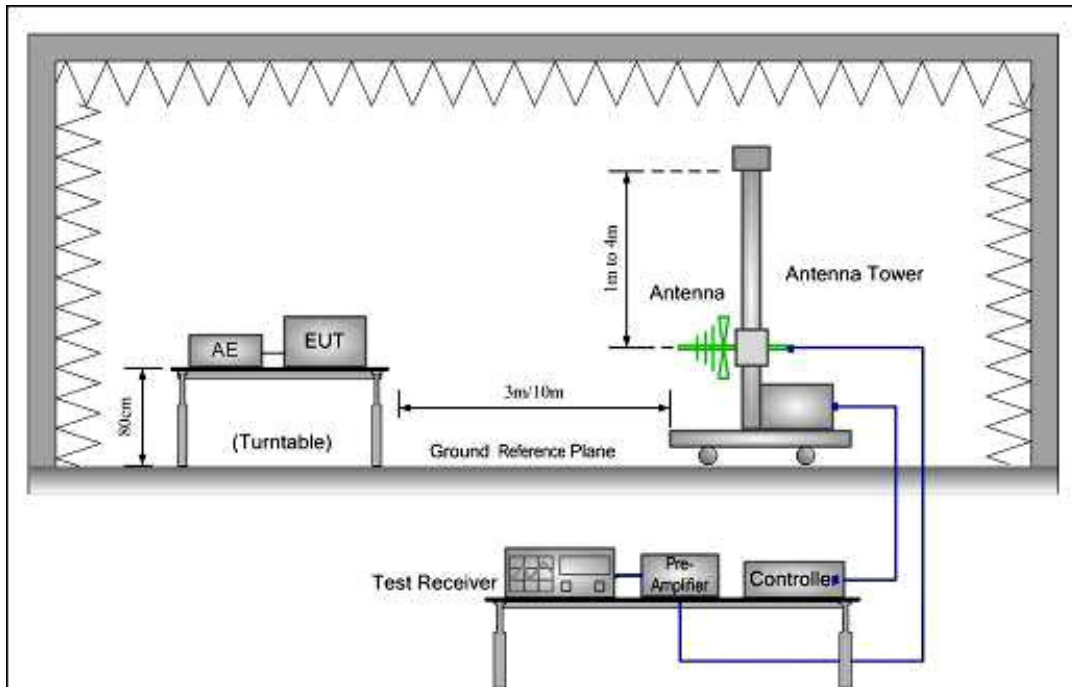 1m to 4m
Antenna Tower
Antenna
AE
EUT
80cm
3m/10m
(Turntable)
Ground Reference Plane
Test Receiver
Pre-
Amplifier
Controlle